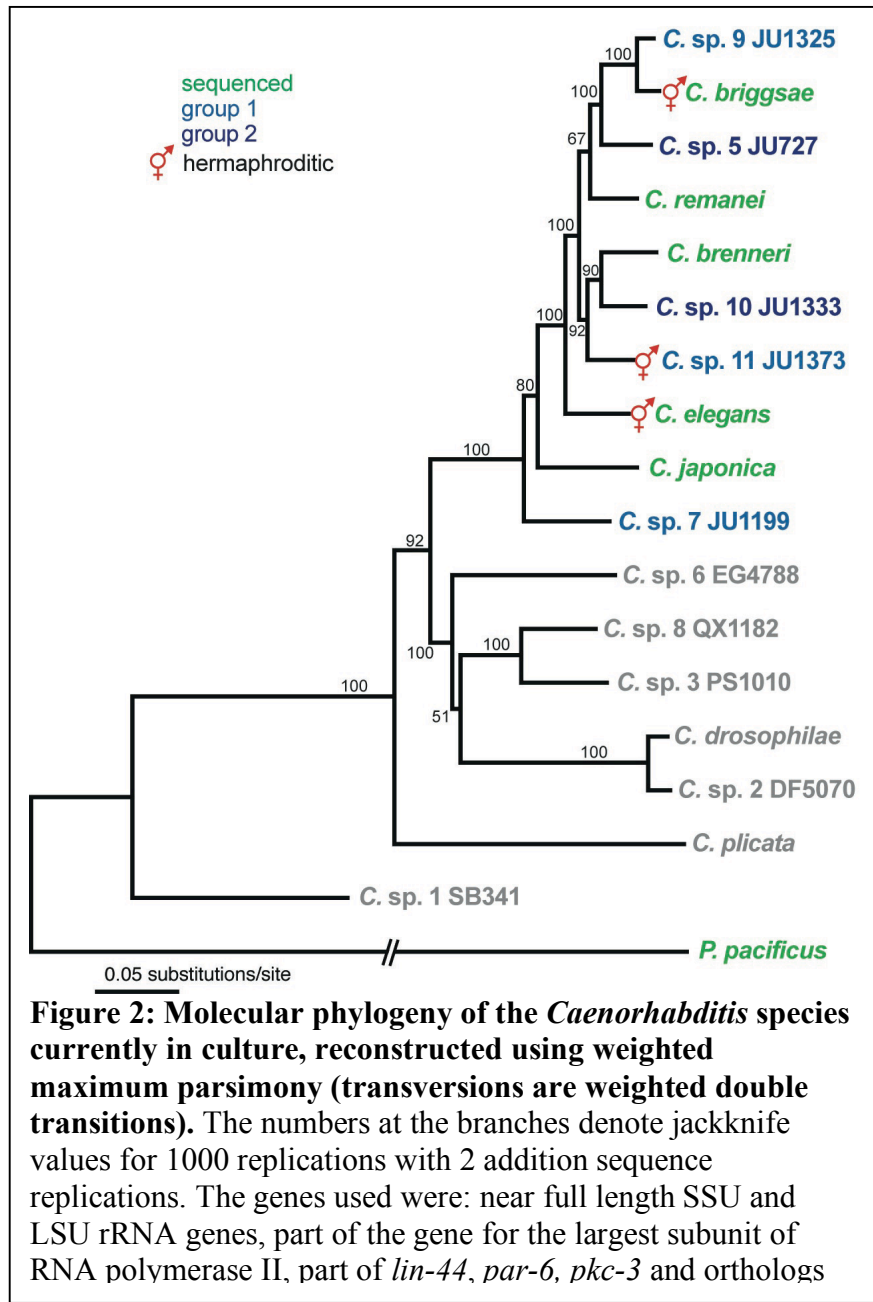 sequenced
group 1
group 2
hermaphroditic
C. sp. 9 JU1325
100
C. briggsae
100
C. sp. 5 JU727
67
C. remanei
100
C. brenneri
90
C. sp. 10 JU1333
100
92
C. sp. 11 JU1373
80
C. elegans
100
C. japonica
C. sp. 7 JU1199
92
C. sp. 6 EG4788
C. sp. 8 QX1182
100
100
C. sp. 3 PS1010
100
51
C. drosophilae
100
C. sp. 2 DF5070
C. plicata
C. sp. 1 SB341
P. pacificus
0.05 substitutions/site
Figure 2: Molecular phylogeny of the Caenorhabditis species
currently in culture, reconstructed using weighted
maximum parsimony (transversions are weighted double
transitions). The numbers at the branches denote jackknife
values for 1000 replications with 2 addition sequence
replications. The genes used were: near full length SSU and
LSU rRNA genes, part of the gene for the largest subunit of
RNA polymerase II, part of lin-44, par-6, pkc-3 and orthologs